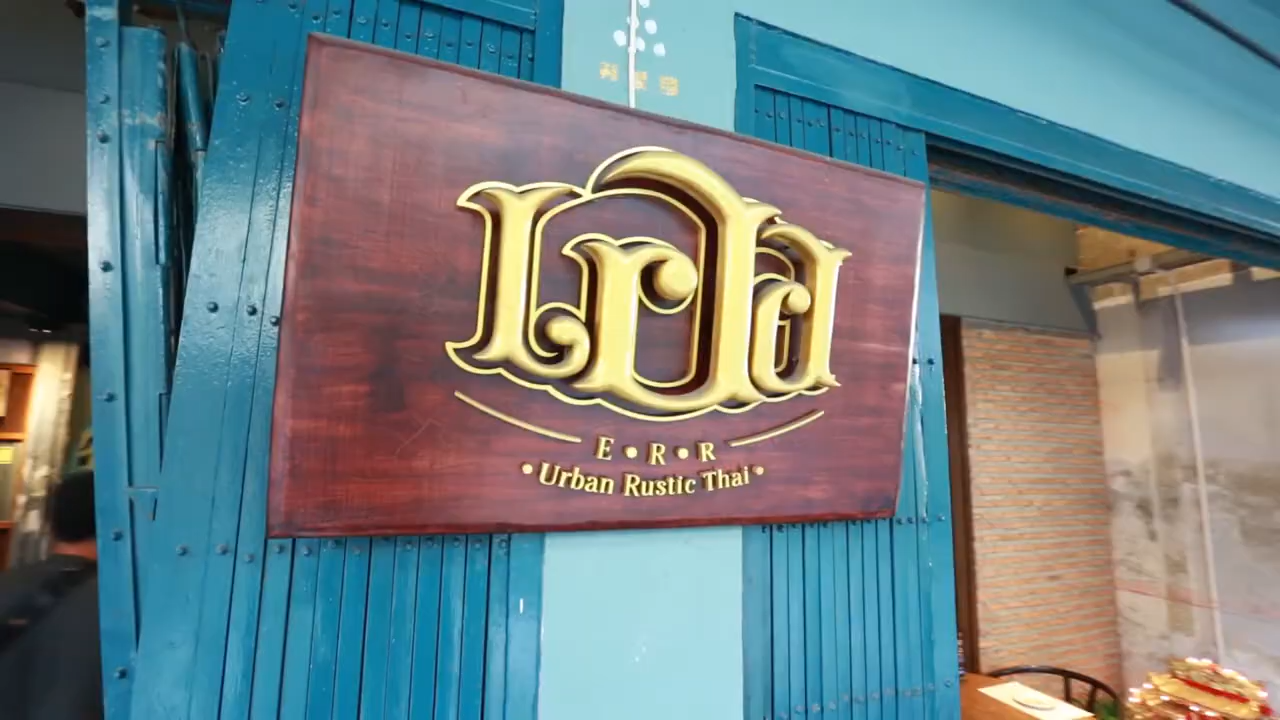 เออ
E • R • R
• Urban Rustic Thai •